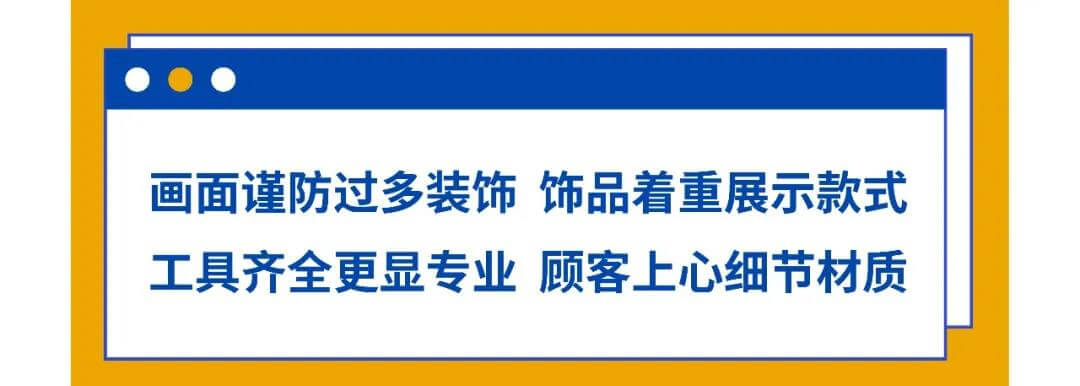 画面谨防过多装饰 饰品着重展示款式
工具齐全更显专业 顾客上心细节材质